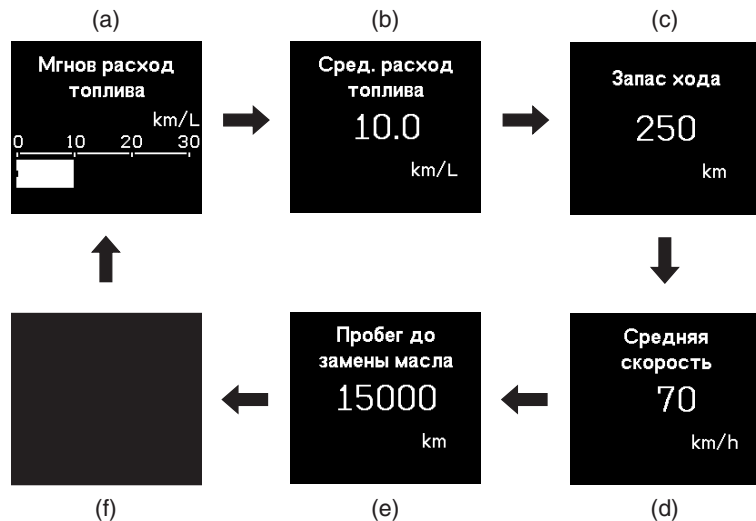 (a)
Мгнов расход
топлива
km/L
0 10 20 30
(b)
Сред. расход
топлива
10.0
km/L
(c)
Запас хода
250
km
(d)
Средняя
скорость
70
km/h
(e)
Пробег до
замены масла
15000
km
(f)